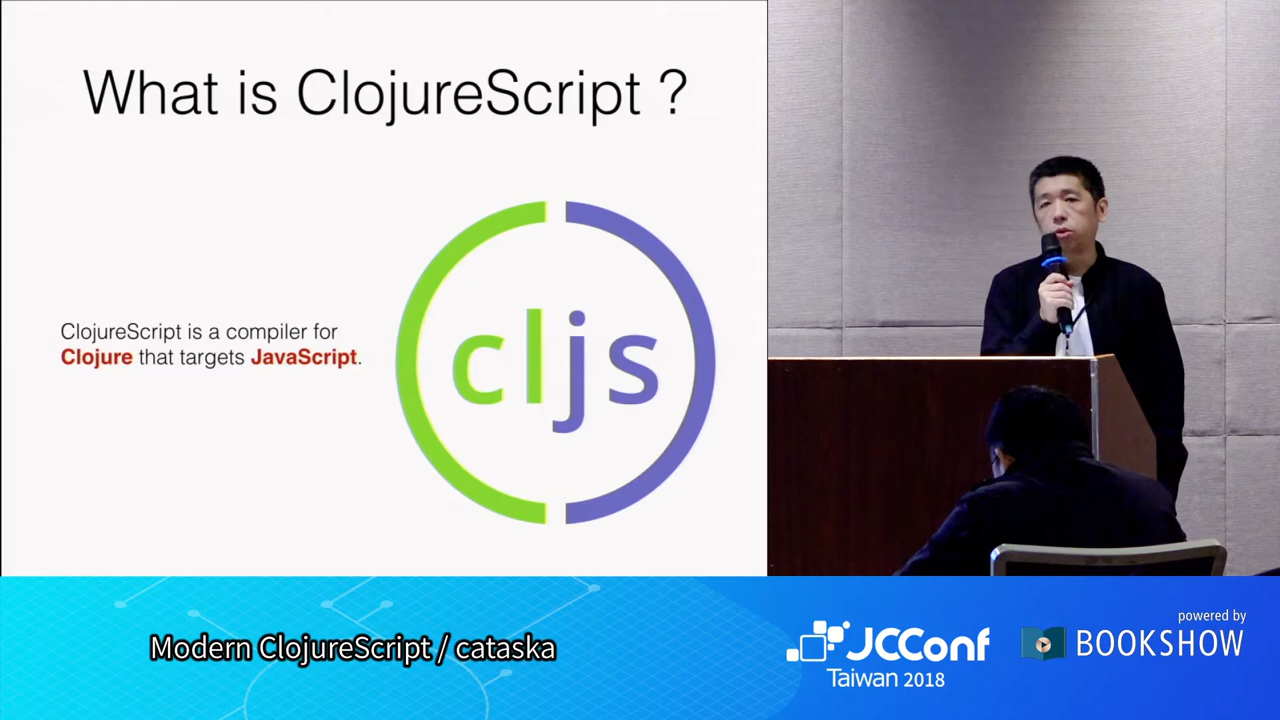 What is ClojureScript ?
ClojureScript is a compiler for
Clojure that targets JavaScript.
cljs
Modern ClojureScript / cataska
JCConf
Taiwan 2018
powered by
BOOKSHOW